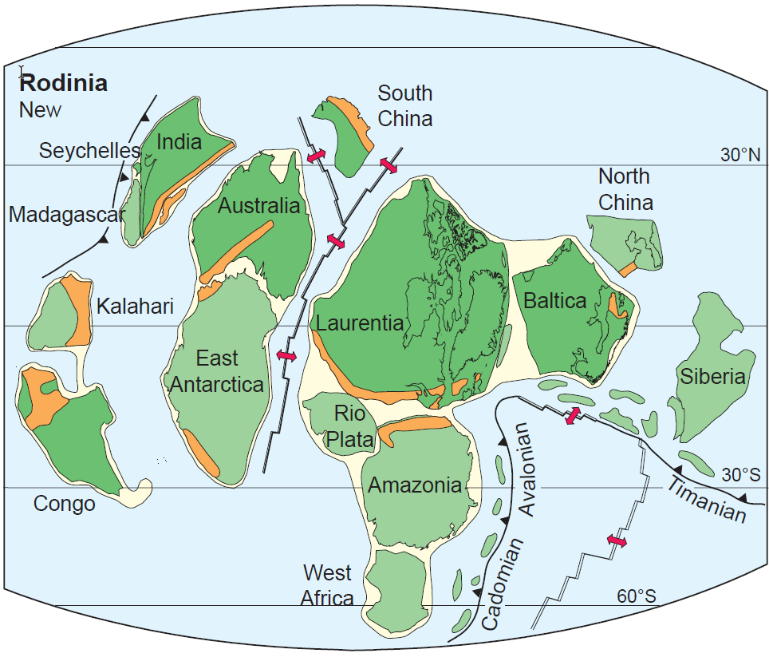 Rodinia
New
South
China
Seychelles
India
30°N
North
China
Madagascar
Australia
Kalahari
Laurentia
Baltica
East
Antarctica
Siberia
Rio
Plata
Amazonia
Avalonian
30°S
Timanian
Congo
West
Africa
Cadomian
60°S